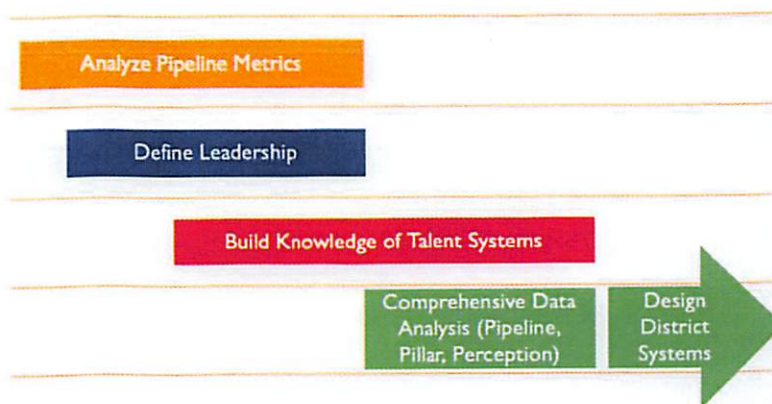 Analyze Pipeline Metrics
Define Leadership
Build Knowledge of Talent Systems
Comprehensive Data
Analysis (Pipeline,
Pillar, Perception)
Design
District
Systems